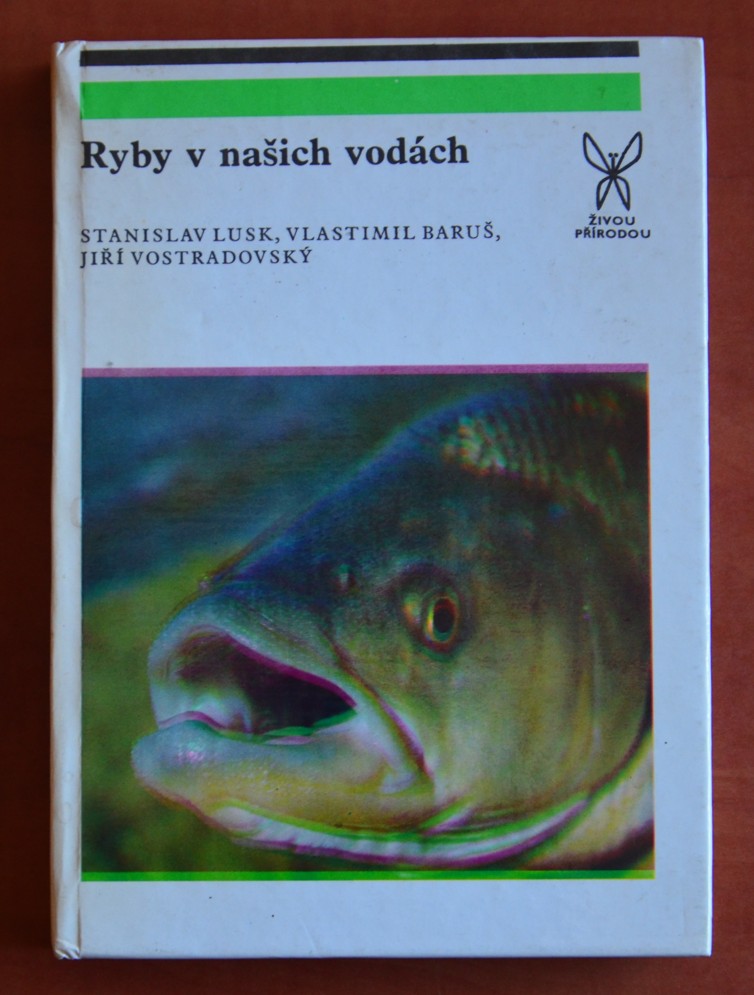 Ryby v našich vodách
ŽIVOU
PŘÍRODOU
STANISLAV LUSK, VLASTIMIL BARUŠ,
JIŘÍ VOSTRADOVSKÝ